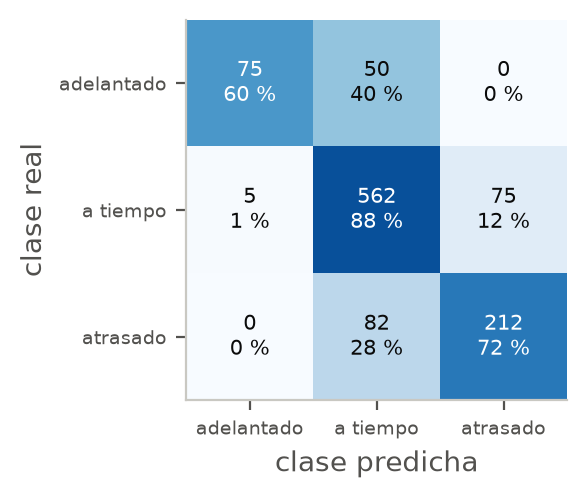 clase real
adelantado
75
60 %
50
40 %
0
0 %
a tiempo
5
1 %
562
88 %
75
12 %
atrasado
0
0 %
82
28 %
212
72 %
adelantado
a tiempo
atrasado
clase predicha